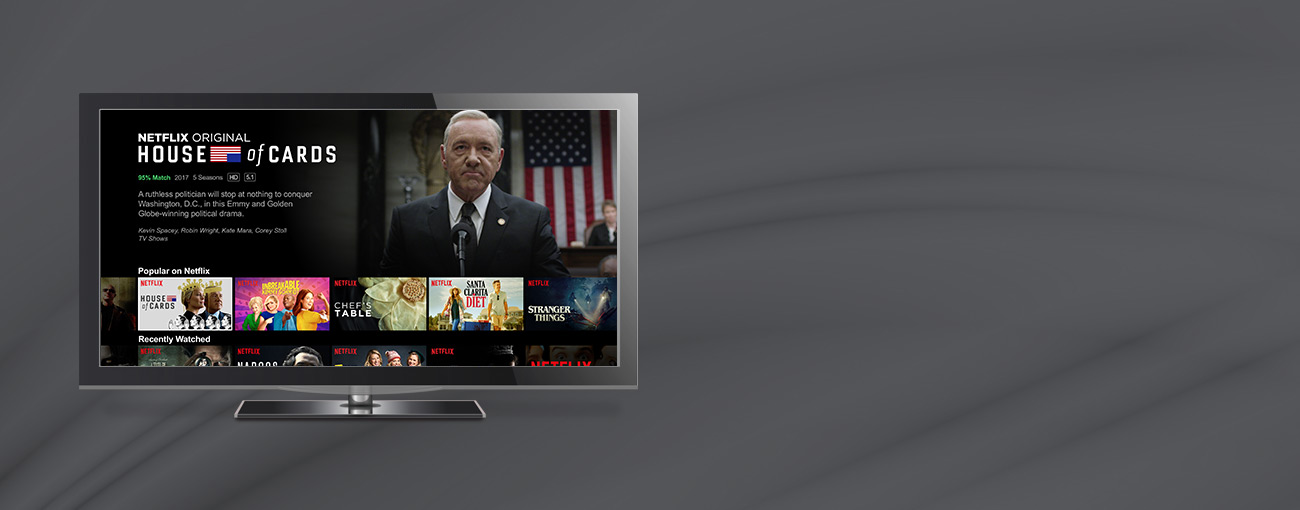 NETFLIX ORIGINAL
HOUSE of CARDS
95% Match 2017 5 Seasons HD 5.1
A ruthless politician will stop at nothing to conquer
Washington, D.C., in this Emmy and Golden
Globe-winning political drama.
Kevin Spacey, Robin Wright, Kate Mara, Corey Stoll
TV Shows
Popular on Netflix
NETFLIX
HOUSE of CARDS
NETFLIX
UNBREAKABLE
NETFLIX
CHEF'S
TABLE
NETFLIX
SANTA
CLARITA
DIET
NETFLIX
STRANGER
THINGS
Recently Watched
NETFLIX
NETFLIX
NARCOS
NETFLIX
NETFLIX
NETFLIX